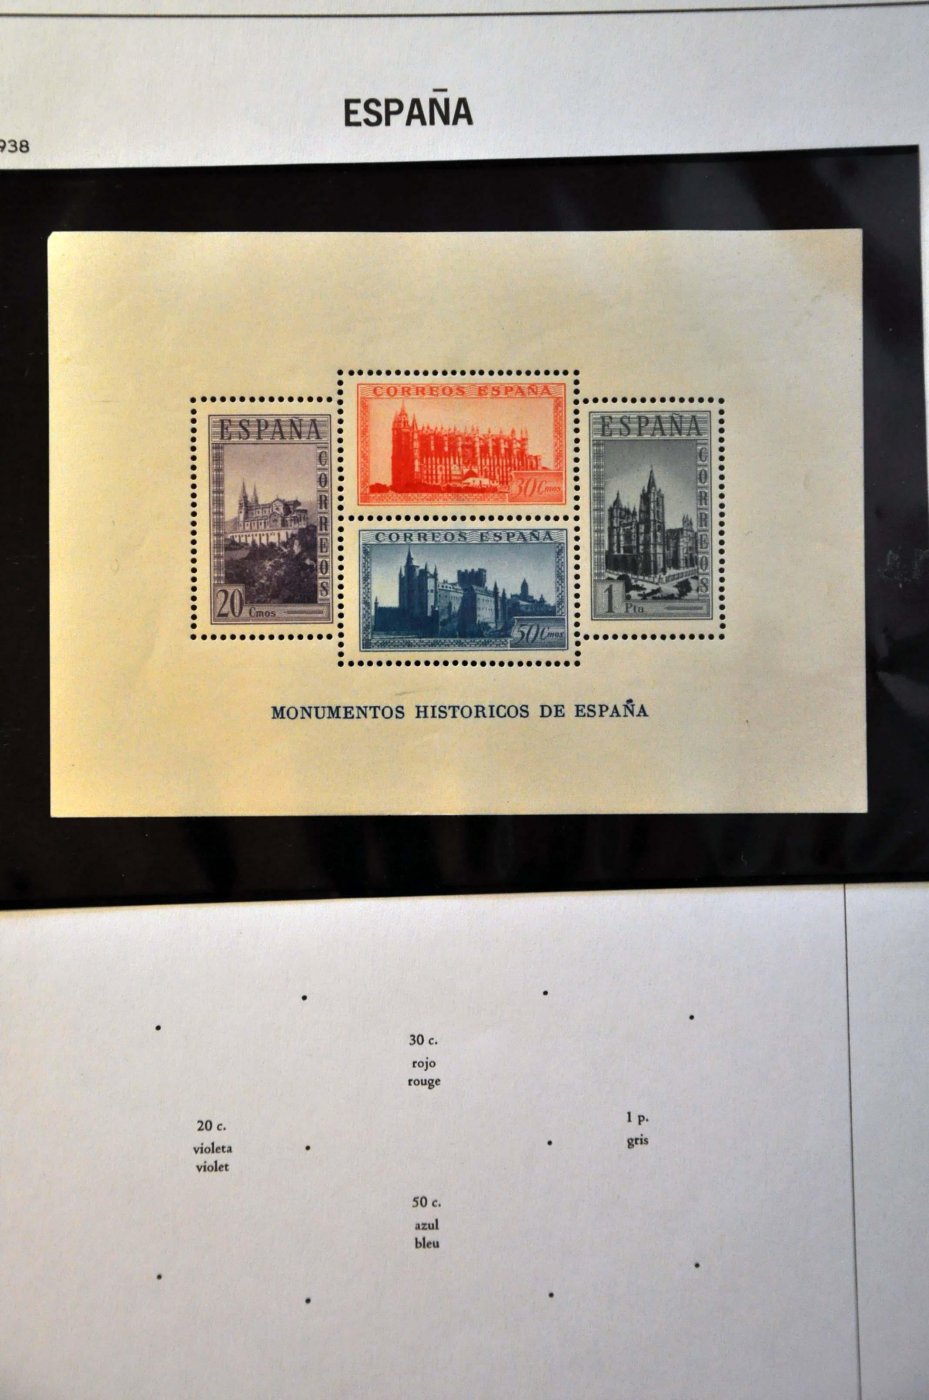 ESPAÑA
938
CORREOS ESPAÑA
30 Cmos
ESPAÑA
CORREOS
20 Cmos
CORREOS ESPAÑA
50 Cmos
ESPAÑA
CORREOS
1 Pta
MONUMENTOS HISTORICOS DE ESPAÑA
30 c.
rojo
rouge
20 c.
violeta
violet
1 p.
gris
50 c.
azul
bleu